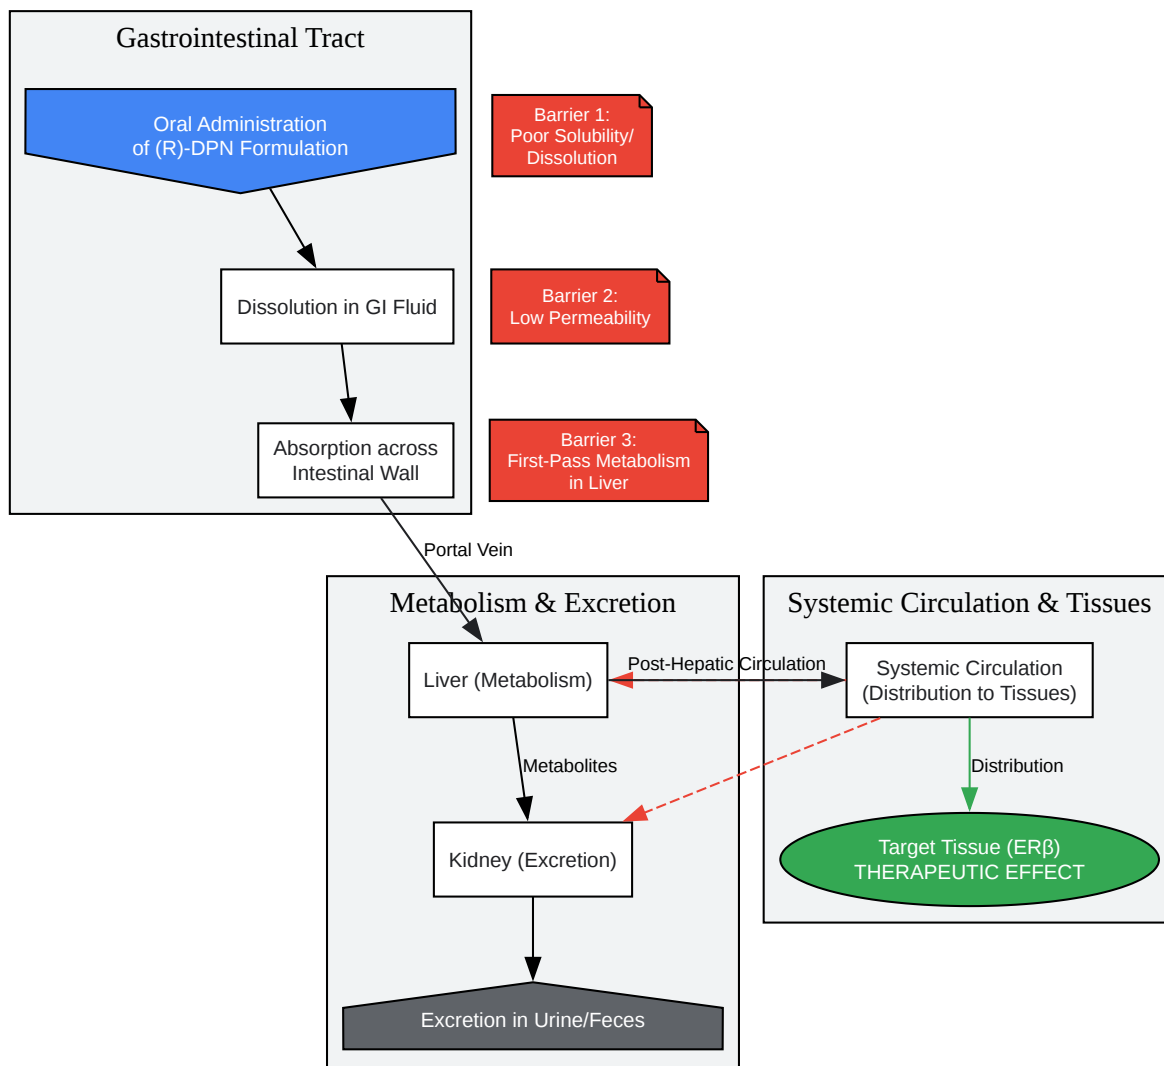 Gastrointestinal Tract
Oral Administration
of (R)-DPN Formulation
Barrier 1:
Poor Solubility/
Dissolution
Dissolution in GI Fluid
Barrier 2:
Low Permeability
Absorption across
Intestinal Wall
Barrier 3:
First-Pass Metabolism
in Liver
Portal Vein
Metabolism & Excretion
Systemic Circulation & Tissues
Liver (Metabolism)
Post-Hepatic Circulation
Systemic Circulation
(Distribution to Tissues)
Metabolites
Distribution
Kidney (Excretion)
Target Tissue (ERβ)
THERAPEUTIC EFFECT
Excretion in Urine/Feces